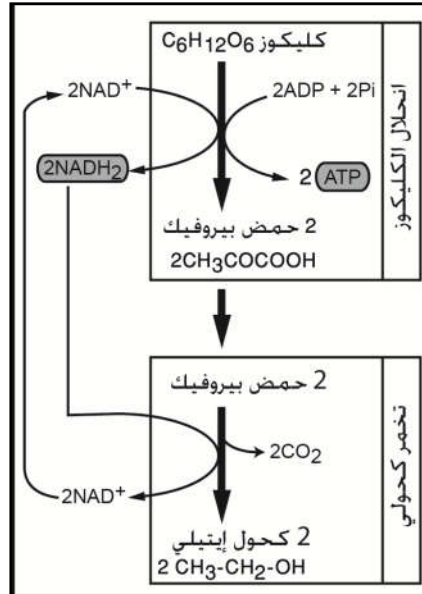 كليكوز C6H12O6
2NAD+
2ADP + 2Pi
2NADH2
2 ATP
2 حمض بيروفيك
2CH3COCOOH
انحلال الكليكوز
2 حمض بيروفيك
2CO2
2NAD+
2 كحول إيتيلي
2 CH3-CH2-OH
تخمر كحولي